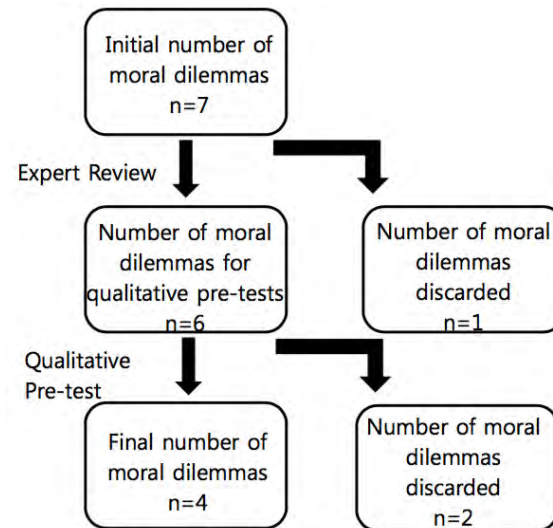 Initial number of
moral dilemmas
n=7
Expert Review
Number of moral
dilemmas for
qualitative pre-tests
n=6
Number of moral
dilemmas
discarded
n=1
Qualitative
Pre-test
Final number of
moral dilemmas
n=4
Number of moral
dilemmas
discarded
n=2